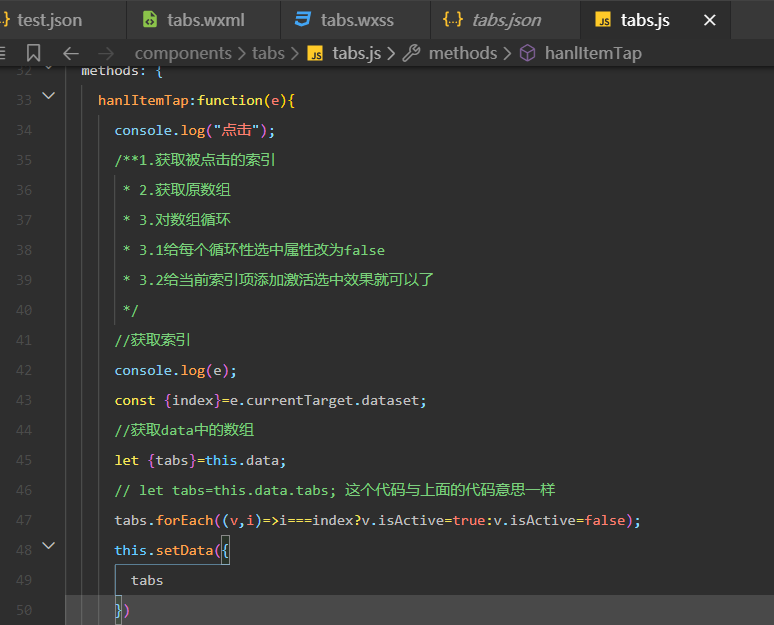 test.json tabs.wxml tabs.wxss tabs.json tabs.js
components > tabs > tabs.js > methods > hanlItemTap
32 methods: {
33 hanlItemTap:function(e){
34 console.log("点击");
35 /**1.获取被点击的索引
36 * 2.获取原数组
37 * 3.对数组循环
38 * 3.1给每个循环性选中属性改为false
39 * 3.2给当前索引项添加激活选中效果就可以了
40 */
41 //获取索引
42 console.log(e);
43 const {index}=e.currentTarget.dataset;
44 //获取data中的数组
45 let {tabs}=this.data;
46 // let tabs=this.data.tabs; 这个代码与上面的代码意思一样
47 tabs.forEach((v,i)=>i===index?v.isActive=true:v.isActive=false);
48 this.setData({
49 tabs
50 })